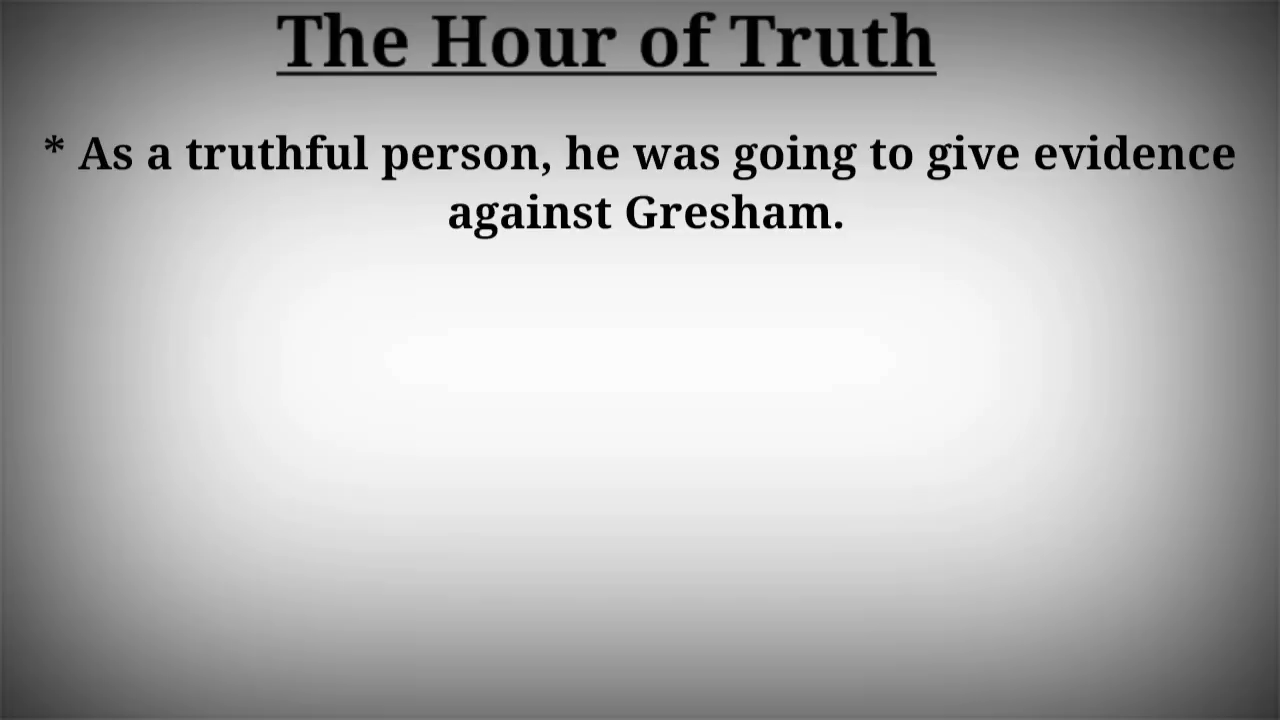 The Hour of Truth
* As a truthful person, he was going to give evidence
against Gresham.